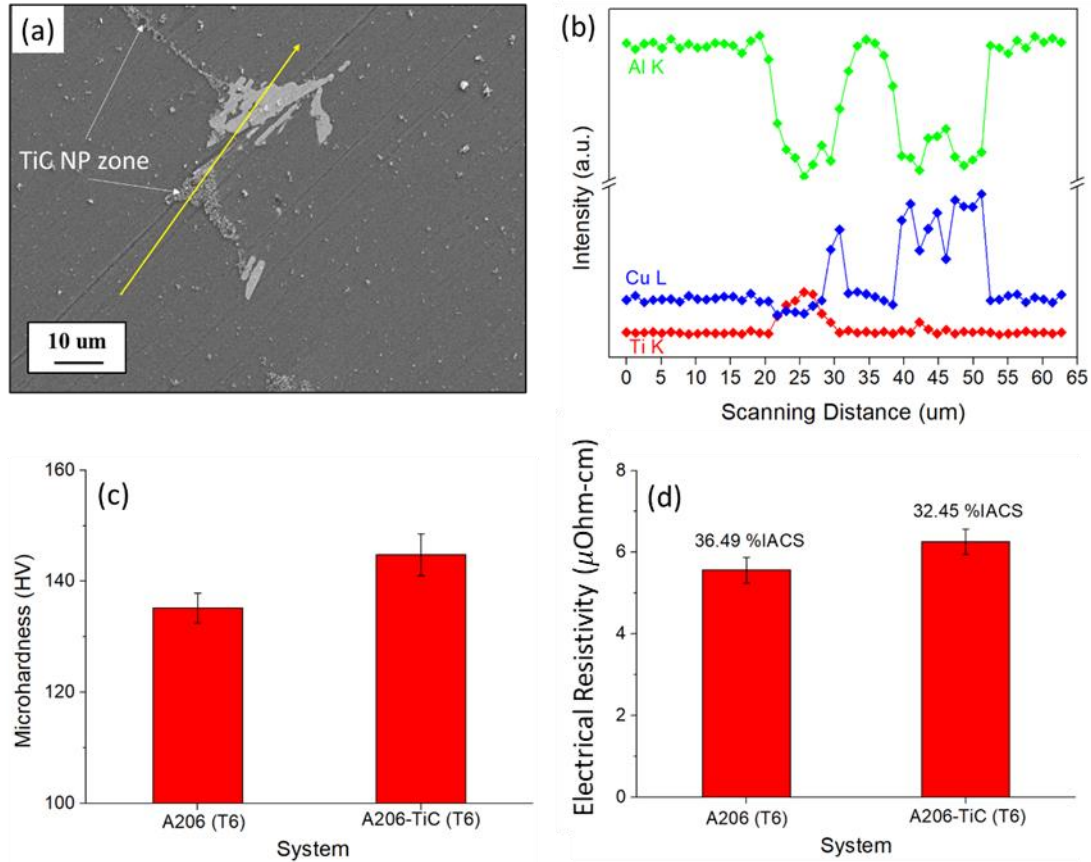 (a)
TiC NP zone
10 um
(b)
Al K
Cu L
Ti K
Intensity (a.u.)
0 5 10 15 20 25 30 35 40 45 50 55 60 65
Scanning Distance (um)
(c)
160
140
120
100
Microhardness (HV)
A206 (T6) A206-TiC (T6)
System
(d)
8
6
4
2
0
Electrical Resistivity (μOhm-cm)
36.49 %IACS
32.45 %IACS
A206 (T6) A206-TiC (T6)
System